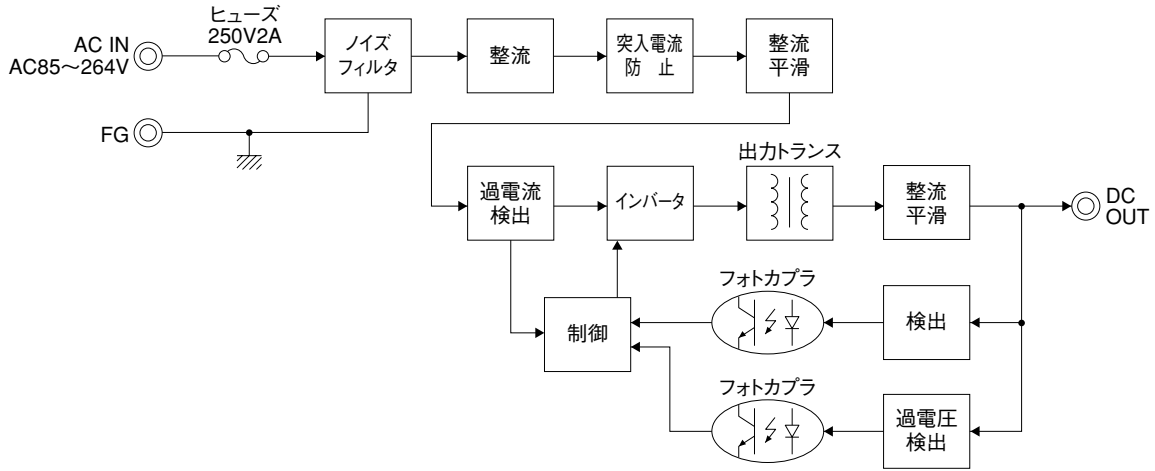 ヒューズ
250V2A
AC IN
AC85～264V
ノイズ
フィルタ
整流
突入電流
防 止
整流
平滑
FG
過電流
検出
インバータ
出力トランス
整流
平滑
DC
OUT
制御
フォトカプラ
検出
フォトカプラ
過電圧
検出